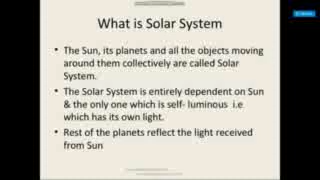 What is Solar System
• The Sun, its planets and all the objects moving
around them collectively are called Solar
System.
• The Solar System is entirely dependent on Sun
& the only one which is self- luminous i.e
which has its own light.
• Rest of the planets reflect the light received
from Sun